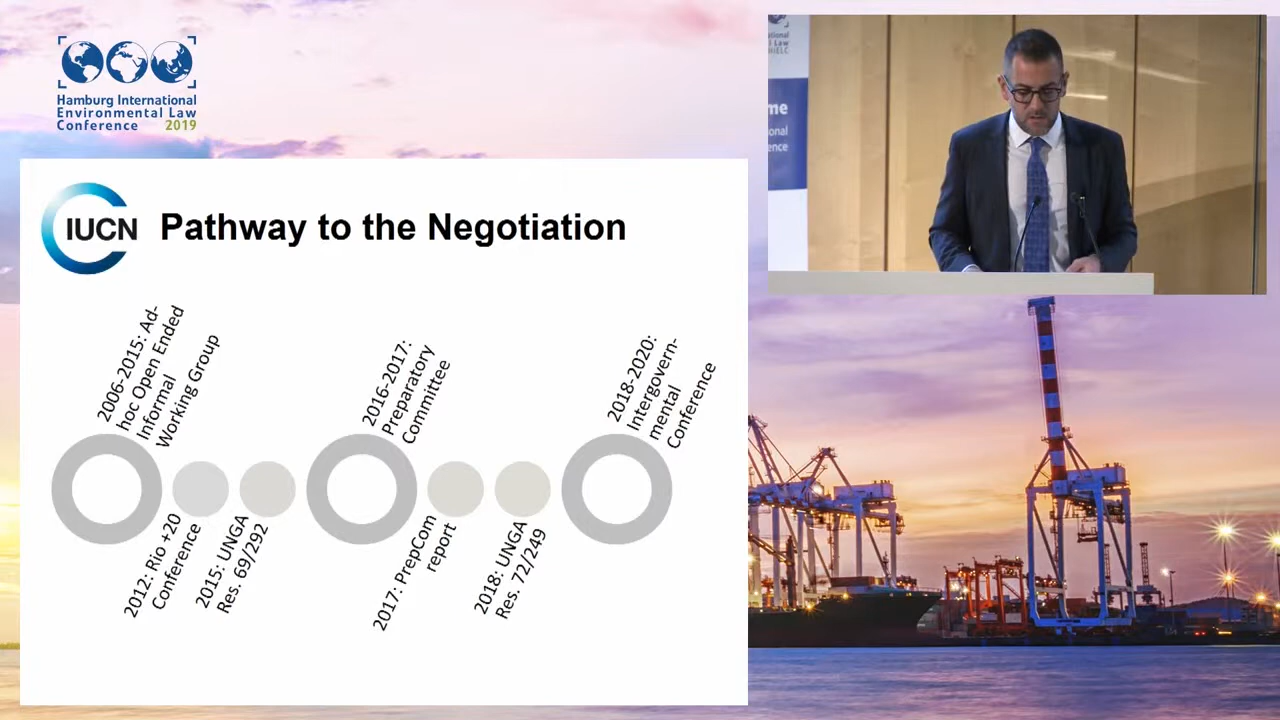 Hamburg International
Environmental Law
Conference 2019
IUCN
Pathway to the Negotiation
2006-2015: Ad-
hoc Open Ended
Informal
Working Group
2012: Rio +20
Conference
2015: UNGA
Res. 69/292
2016-2017:
Preparatory
Committee
2017: PrepCom
report
2018: UNGA
Res. 72/249
2018-2020:
Intergovern-
mental
Conference